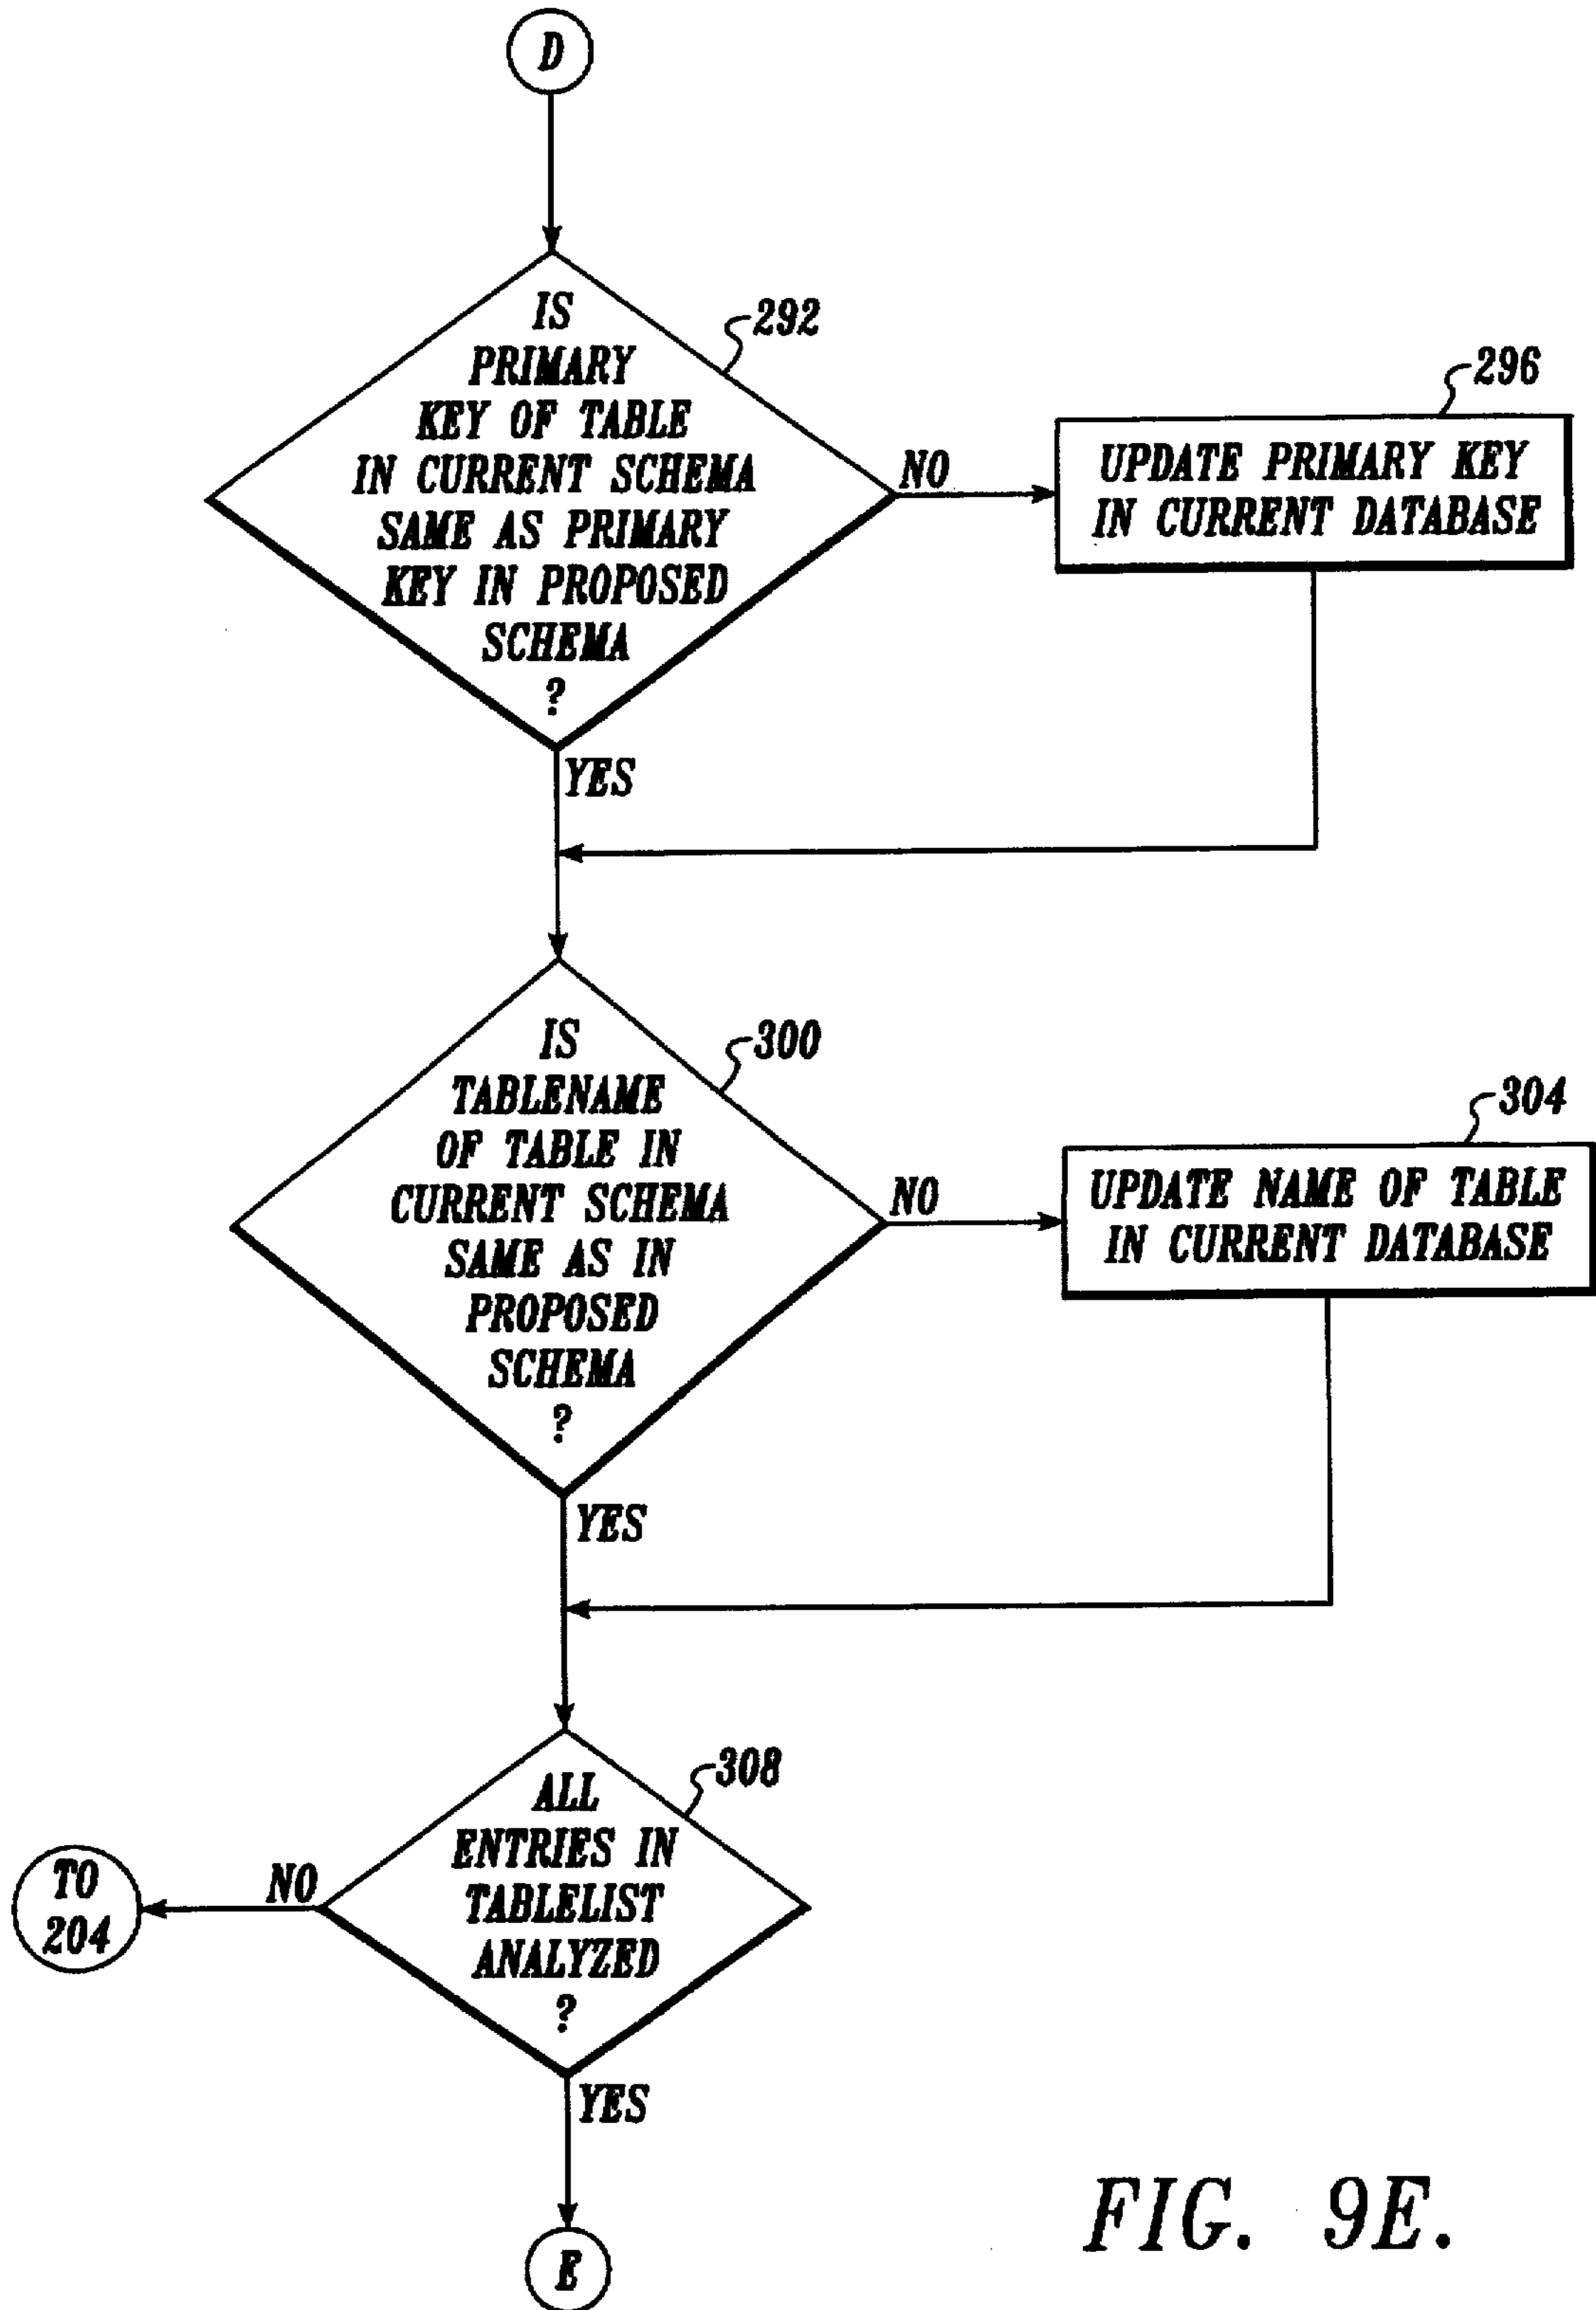 D
IS
PRIMARY
KEY OF TABLE
IN CURRENT SCHEMA
SAME AS PRIMARY
KEY IN PROPOSED
SCHEMA
?
292
NO
296
UPDATE PRIMARY KEY
IN CURRENT DATABASE
YES
IS
TABLENAME
OF TABLE IN
CURRENT SCHEMA
SAME AS IN
PROPOSED
SCHEMA
?
300
NO
304
UPDATE NAME OF TABLE
IN CURRENT DATABASE
YES
ALL
ENTRIES IN
TABLELIST
ANALYZED
?
308
NO
TO
204
YES
E
FIG. 9E.